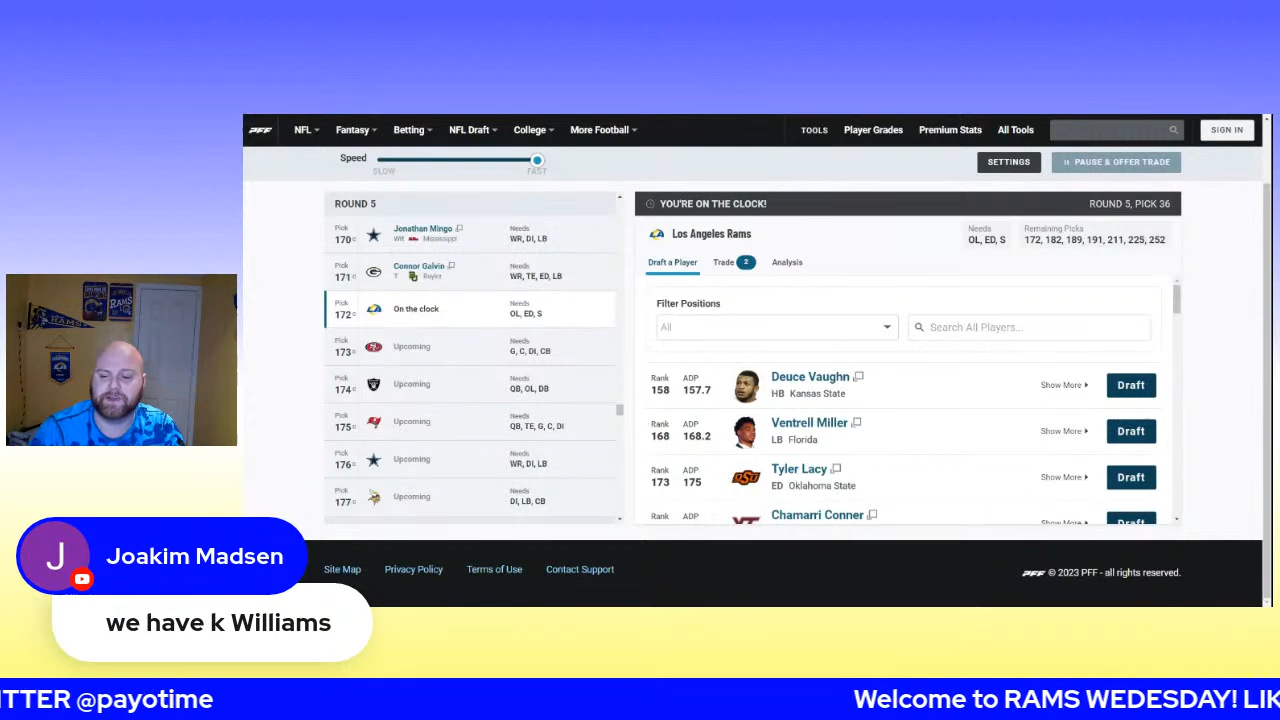 PFF NFL Fantasy Betting NFL Draft College More Football TOOLS Player Grades Premium Stats All Tools SIGN IN
Speed
SLOW FAST
SETTINGS PAUSE & OFFER TRADE
ROUND 5
Pick 170 Jonathan Mingo Needs
WR Mississippi WR, DI, LB
Pick 171 Connor Galvin Needs
T Baylor WR, TE, ED, LB
Pick 172 On the clock Needs
OL, ED, S
Pick 173 Upcoming Needs
G, C, DI, CB
Pick 174 Upcoming Needs
QB, OL, DB
Pick 175 Upcoming Needs
QB, TE, G, C, DI
Pick 176 Upcoming Needs
WR, DI, LB
Pick 177 Upcoming Needs
DI, LB, CB
YOU'RE ON THE CLOCK! ROUND 5, PICK 36
Los Angeles Rams
Needs Remaining Picks
OL, ED, S 172, 182, 189, 191, 211, 225, 252
Draft a Player Trade 2 Analysis
Filter Positions
All Search All Players...
Rank ADP Deuce Vaughn Show More Draft
158 157.7 HB Kansas State
Rank ADP Ventrell Miller Show More Draft
168 168.2 LB Florida
Rank ADP Tyler Lacy Show More Draft
173 175 ED Oklahoma State
Rank ADP Chamarri Conner Show More Draft
Site Map Privacy Policy Terms of Use Contact Support PFF © 2023 PFF - all rights reserved.
RAMS
RAMS
J Joakim Madsen
we have k Williams
ITTER @payotime Welcome to RAMS WEDESDAY! LIK